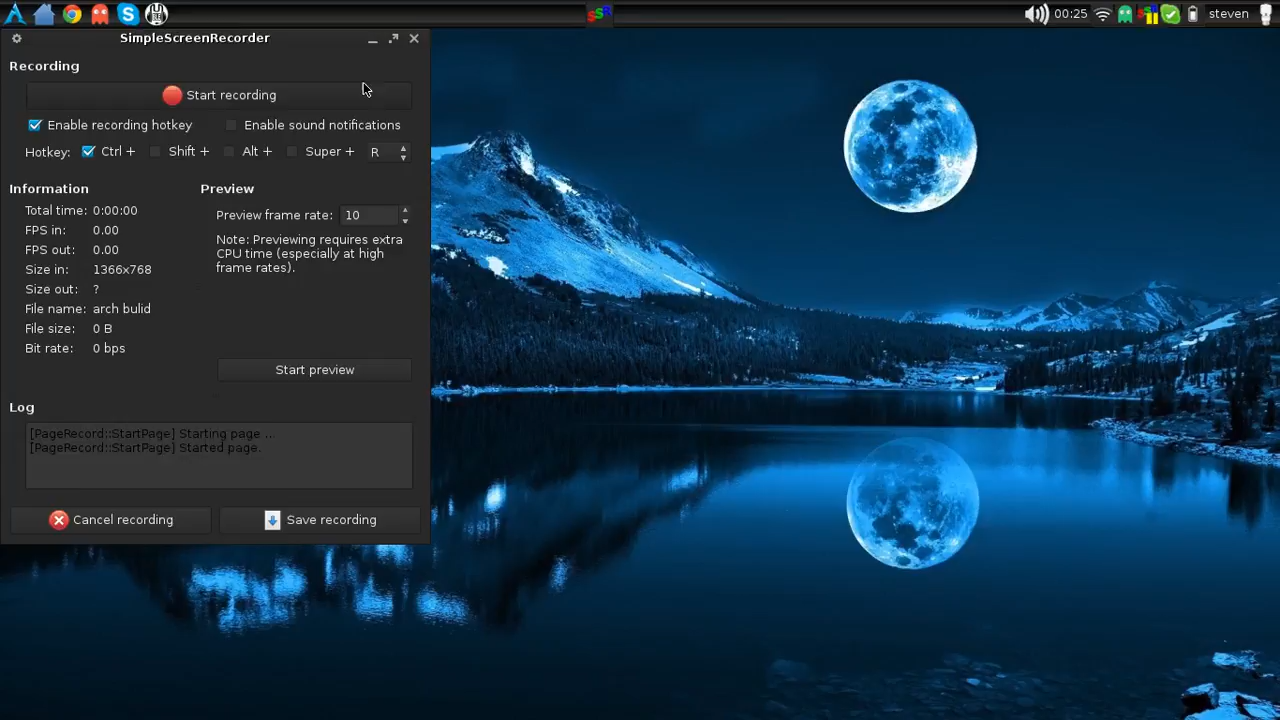 00:25 steven
SimpleScreenRecorder
Recording
Start recording
Enable recording hotkey
Enable sound notifications
Hotkey: Ctrl + Shift + Alt + Super + R
Information
Total time: 0:00:00
FPS in: 0.00
FPS out: 0.00
Size in: 1366x768
Size out: ?
File name: arch bulid
File size: 0 B
Bit rate: 0 bps
Preview
Preview frame rate: 10
Note: Previewing requires extra
CPU time (especially at high
frame rates).
Start preview
Log
[PageRecord::StartPage] Starting page ...
[PageRecord::StartPage] Started page.
Cancel recording
Save recording